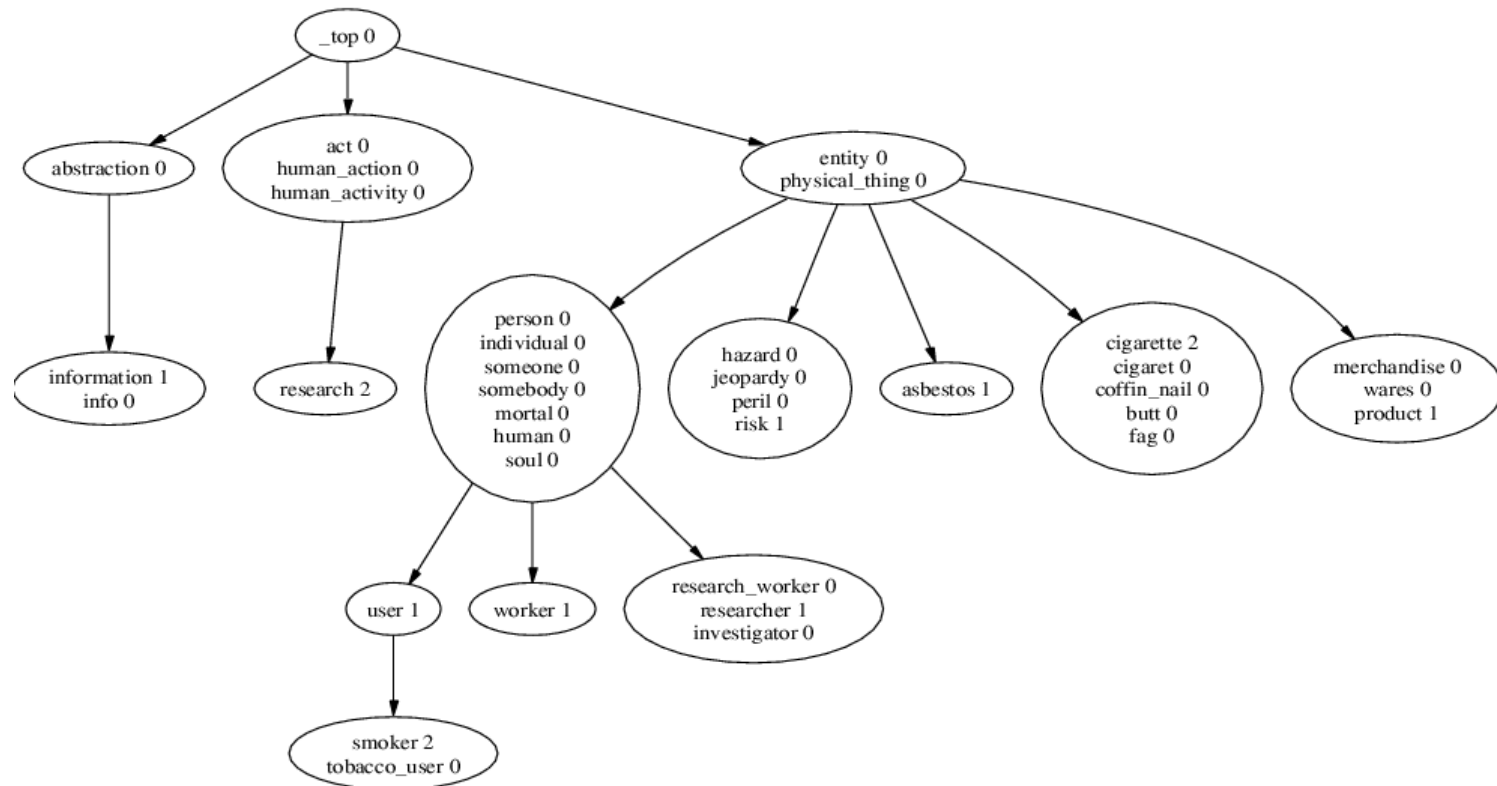 _top 0
abstraction 0
act 0
human_action 0
human_activity 0
entity 0
physical_thing 0
information 1
info 0
research 2
person 0
individual 0
someone 0
somebody 0
mortal 0
human 0
soul 0
hazard 0
jeopardy 0
peril 0
risk 1
asbestos 1
cigarette 2
cigaret 0
coffin_nail 0
butt 0
fag 0
merchandise 0
wares 0
product 1
user 1
worker 1
research_worker 0
researcher 1
investigator 0
smoker 2
tobacco_user 0